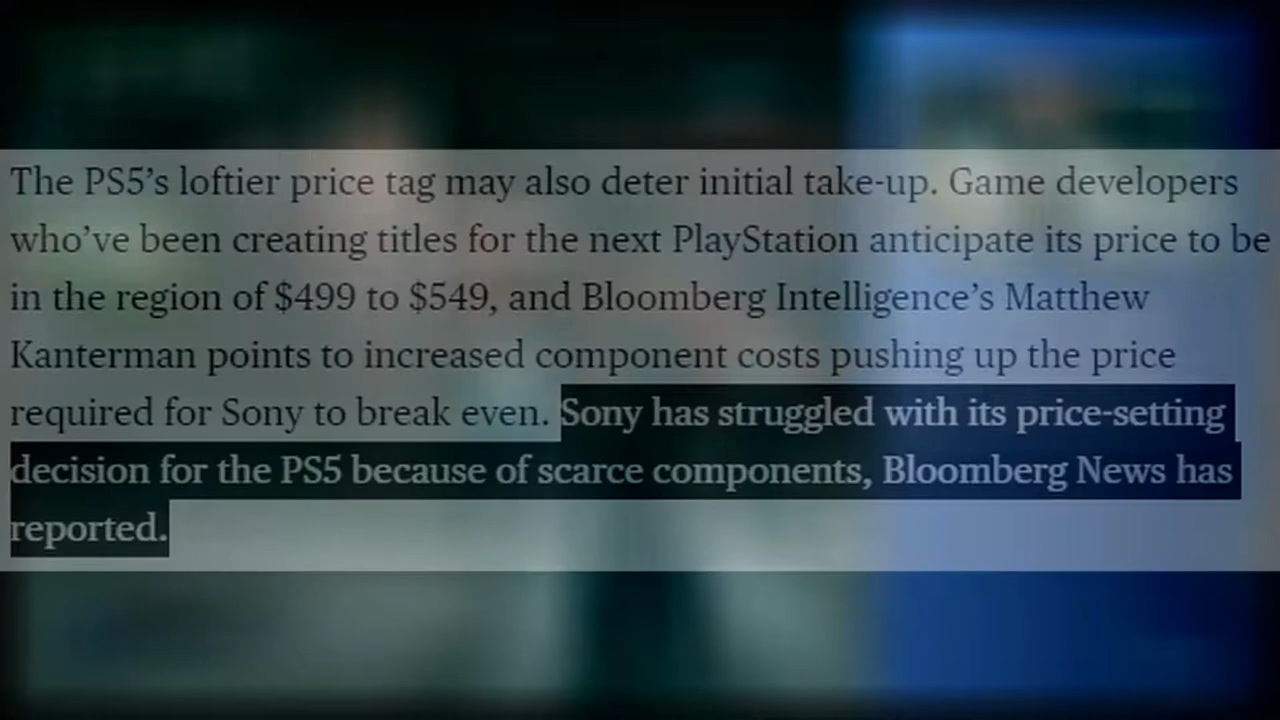 The PS5’s loftier price tag may also deter initial take-up. Game developers
who’ve been creating titles for the next PlayStation anticipate its price to be
in the region of $499 to $549, and Bloomberg Intelligence’s Matthew
Kanterman points to increased component costs pushing up the price
required for Sony to break even. Sony has struggled with its price-setting
decision for the PS5 because of scarce components, Bloomberg News has
reported.